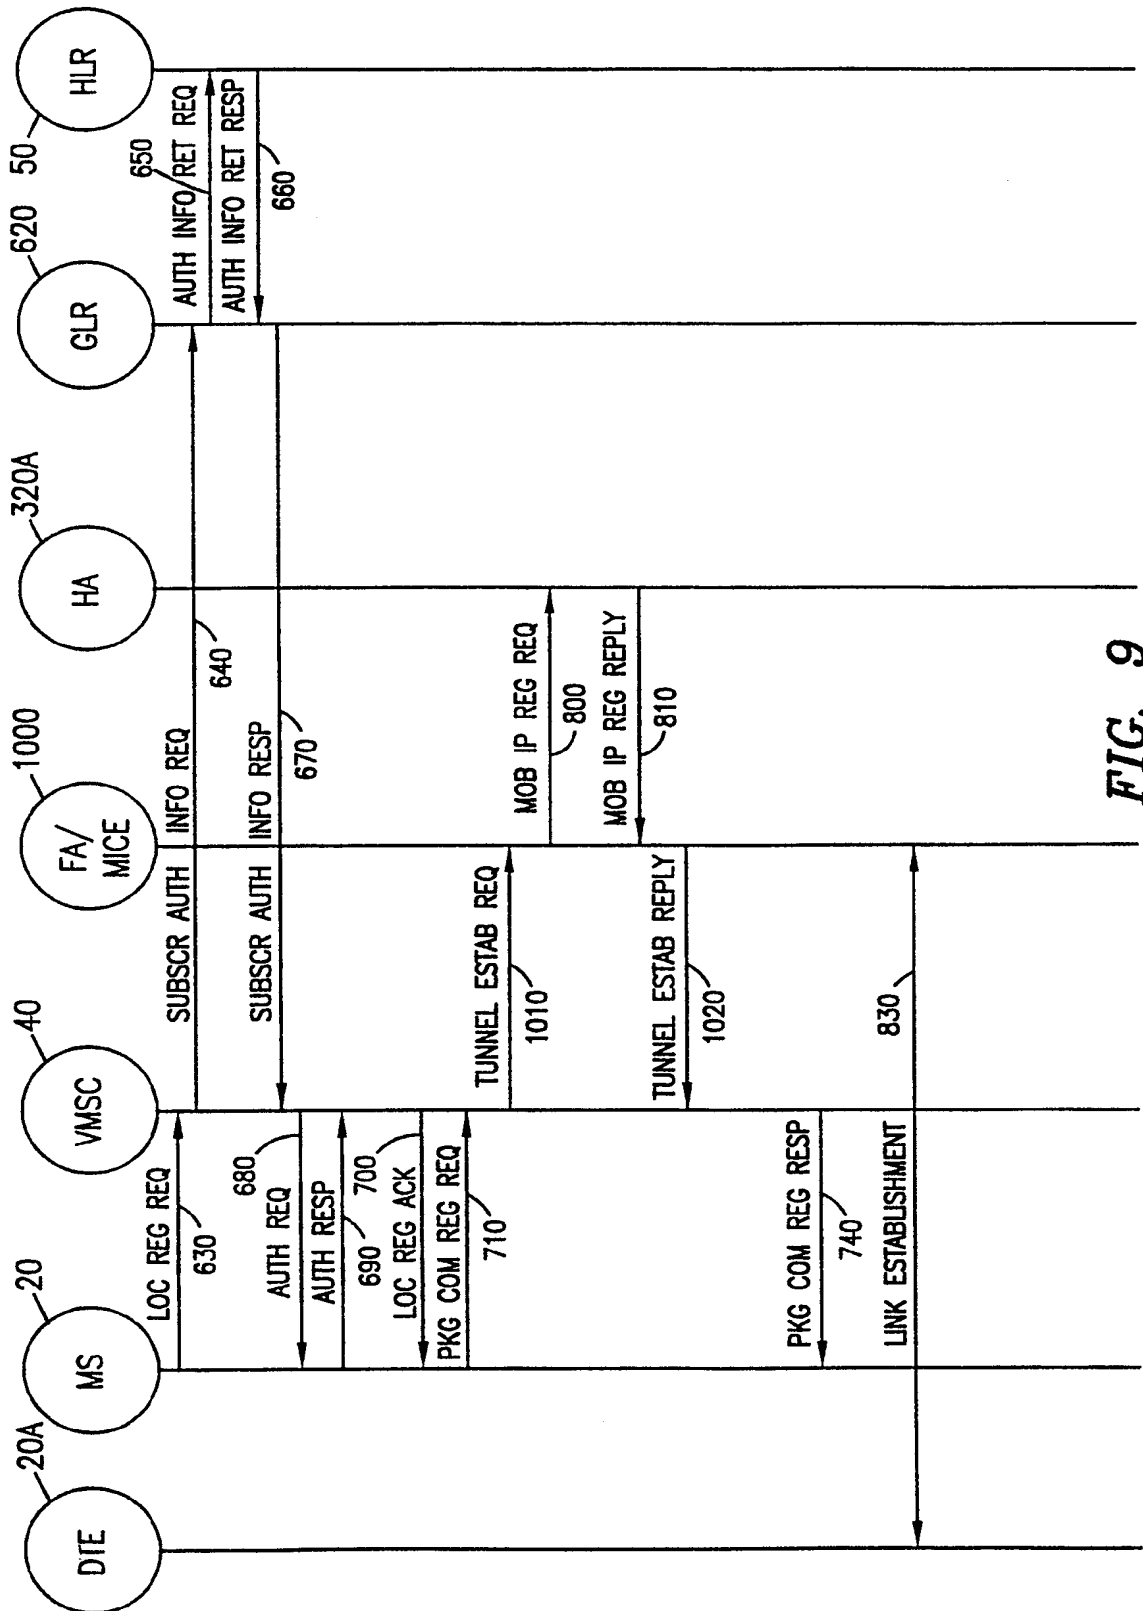 20A
20
40
1000
320A
620
50
DTE
MS
VMSC
FA/
MICE
HA
GLR
HLR
LOC REG REQ
630
SUBSCR AUTH INFO REQ
640
AUTH INFO RET REQ
650
AUTH INFO RET RESP
660
SUBSCR AUTH INFO RESP
670
680
AUTH REQ
AUTH RESP
690
700
LOC REG ACK
PKG COM REG REQ
710
TUNNEL ESTAB REQ
1010
MOB IP REG REQ
800
MOB IP REG REPLY
810
TUNNEL ESTAB REPLY
1020
PKG COM REG RESP
740
LINK ESTABLISHMENT
830
FIG. 9